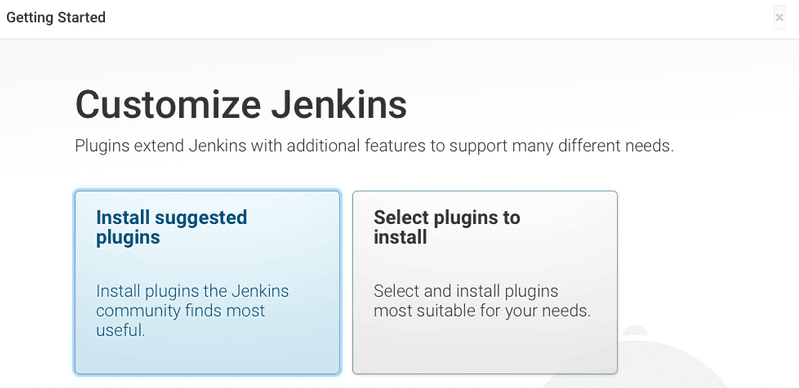 Getting Started
×
Customize Jenkins
Plugins extend Jenkins with additional features to support many different needs.
Install suggested
plugins
Install plugins the Jenkins
community finds most
useful.
Select plugins to
install
Select and install plugins
most suitable for your needs.